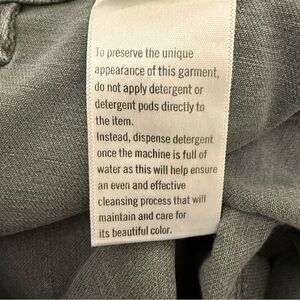 To preserve the unique
appearance of this garment,
do not apply detergent or
detergent pods directly to
the item.
Instead, dispense detergent
once the machine is full of
water as this will help ensure
an even and effective
cleansing process that will
maintain and care for
its beautiful color.